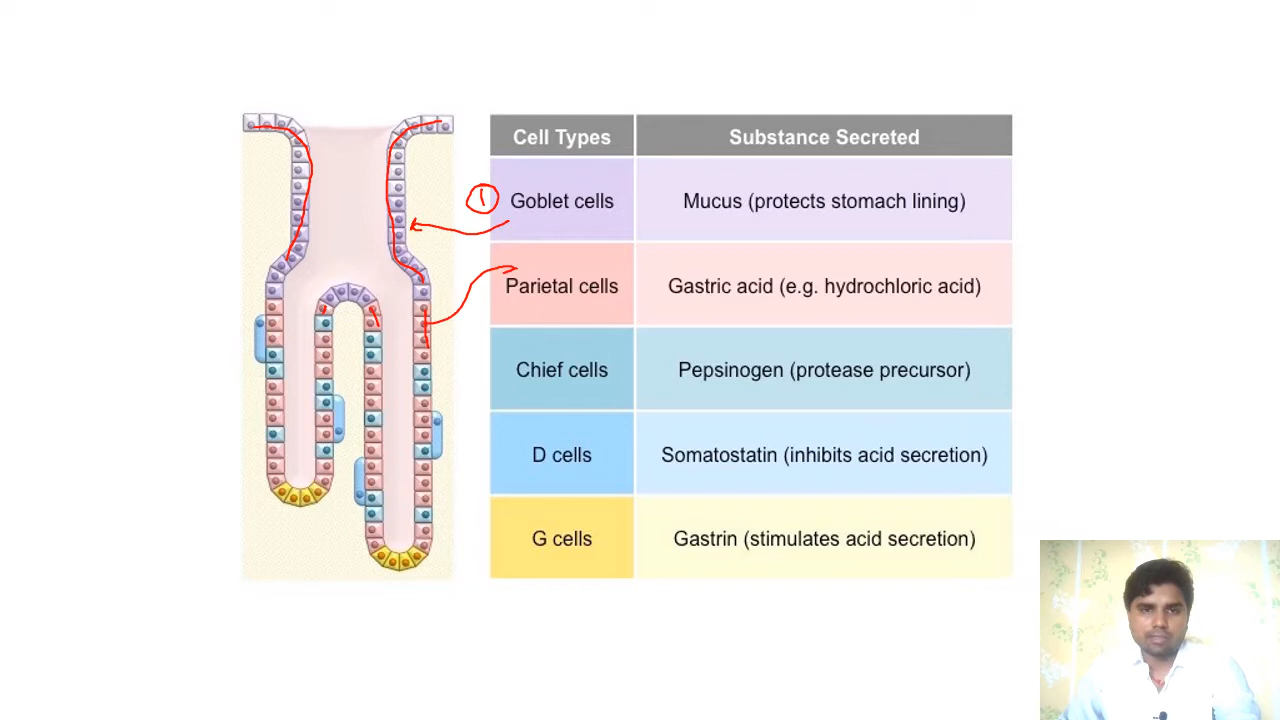 Cell Types Substance Secreted
1 Goblet cells Mucus (protects stomach lining)
Parietal cells Gastric acid (e.g. hydrochloric acid)
Chief cells Pepsinogen (protease precursor)
D cells Somatostatin (inhibits acid secretion)
G cells Gastrin (stimulates acid secretion)